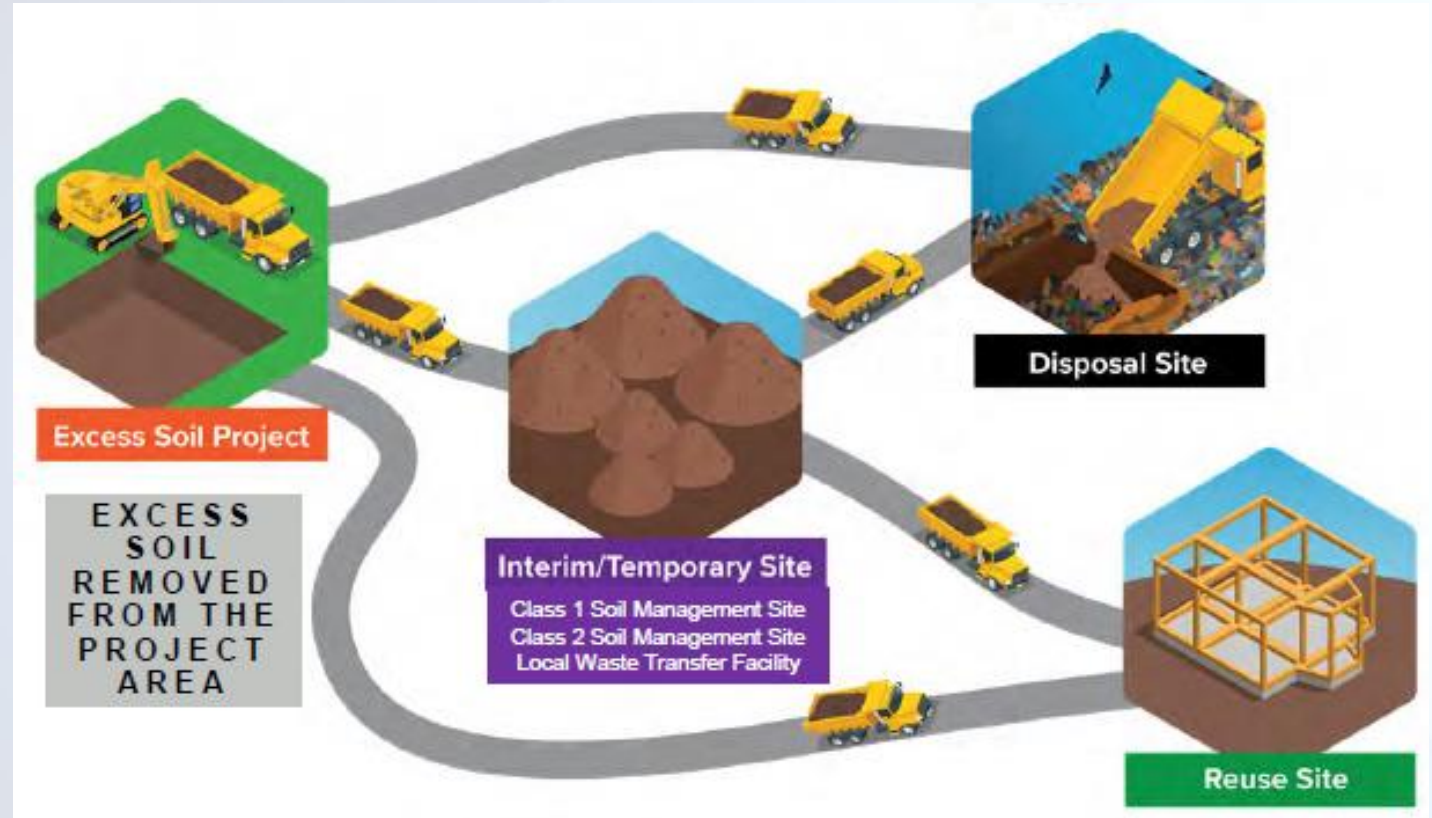 Excess Soil Project
EXCESS
SOIL
REMOVED
FROM THE
PROJECT
AREA
Interim/Temporary Site
Class 1 Soil Management Site
Class 2 Soil Management Site
Local Waste Transfer Facility
Disposal Site
Reuse Site